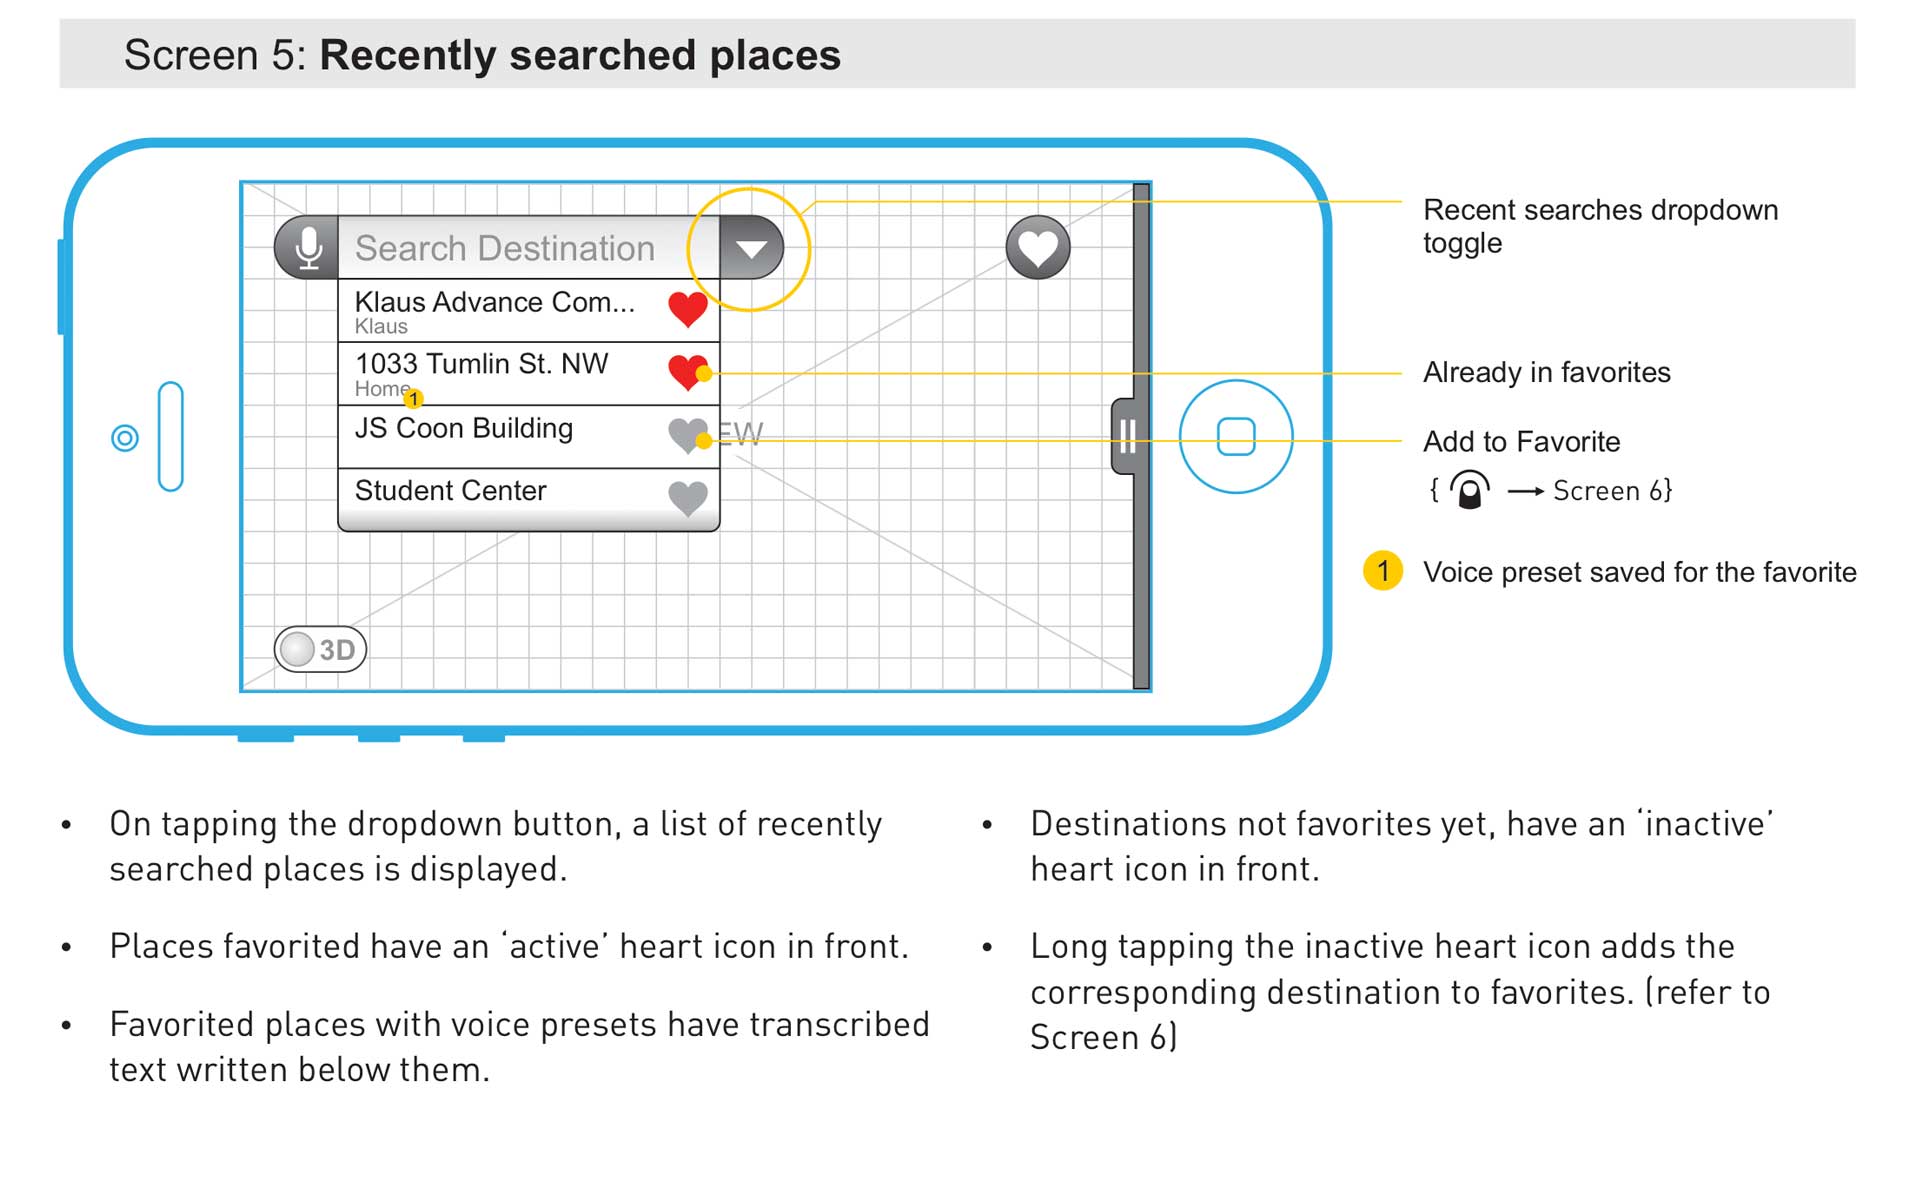 Screen 5: Recently searched places
Search Destination
Klaus Advance Com...
Klaus
1033 Tumlin St. NW
Home
1
JS Coon Building
EW
Student Center
3D
Recent searches dropdown
toggle
Already in favorites
Add to Favorite
{ → Screen 6}
1 Voice preset saved for the favorite
• On tapping the dropdown button, a list of recently
searched places is displayed.
• Places favorited have an ‘active’ heart icon in front.
• Favorited places with voice presets have transcribed
text written below them.
• Destinations not favorites yet, have an ‘inactive’
heart icon in front.
• Long tapping the inactive heart icon adds the
corresponding destination to favorites. (refer to
Screen 6)